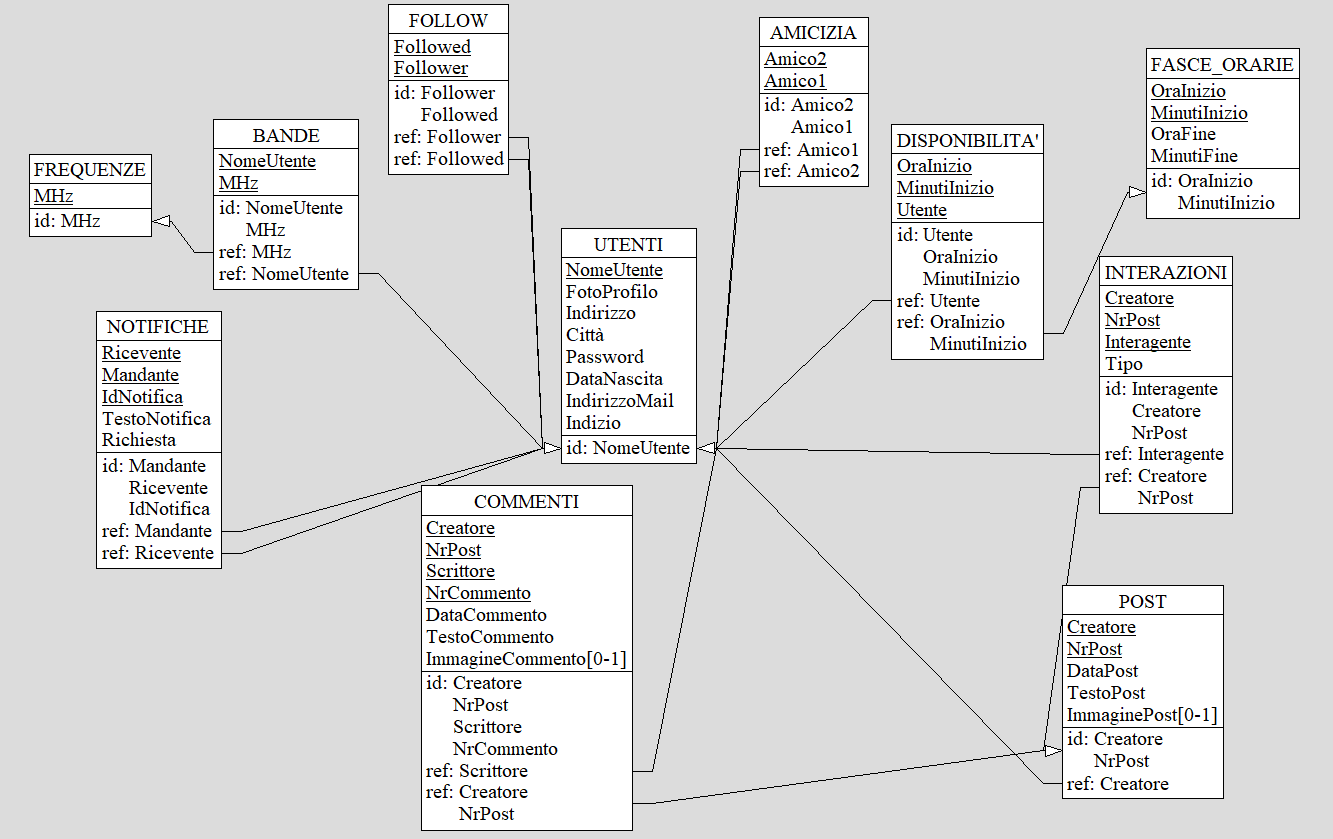 FOLLOW
Followed
Follower
id: Follower
Followed
ref: Follower
ref: Followed
AMICIZIA
Amico2
Amico1
id: Amico2
Amico1
ref: Amico1
ref: Amico2
FASCE_ORARIE
OraInizio
MinutiInizio
OraFine
MinutiFine
id: OraInizio
MinutiInizio
BANDE
NomeUtente
MHz
id: NomeUtente
MHz
ref: MHz
ref: NomeUtente
DISPONIBILITA'
OraInizio
MinutiInizio
Utente
id: Utente
OraInizio
MinutiInizio
ref: Utente
ref: OraInizio
MinutiInizio
FREQUENZE
MHz
id: MHz
UTENTI
NomeUtente
FotoProfilo
Indirizzo
Città
Password
DataNascita
IndirizzoMail
Indizio
id: NomeUtente
INTERAZIONI
Creatore
NrPost
Interagente
Tipo
id: Interagente
Creatore
NrPost
ref: Interagente
ref: Creatore
NrPost
NOTIFICHE
Ricevente
Mandante
IdNotifica
TestoNotifica
Richiesta
id: Mandante
Ricevente
IdNotifica
ref: Mandante
ref: Ricevente
COMMENTI
Creatore
NrPost
Scrittore
NrCommento
DataCommento
TestoCommento
ImmagineCommento[0-1]
id: Creatore
NrPost
Scrittore
NrCommento
ref: Scrittore
ref: Creatore
NrPost
POST
Creatore
NrPost
DataPost
TestoPost
ImmaginePost[0-1]
id: Creatore
NrPost
ref: Creatore